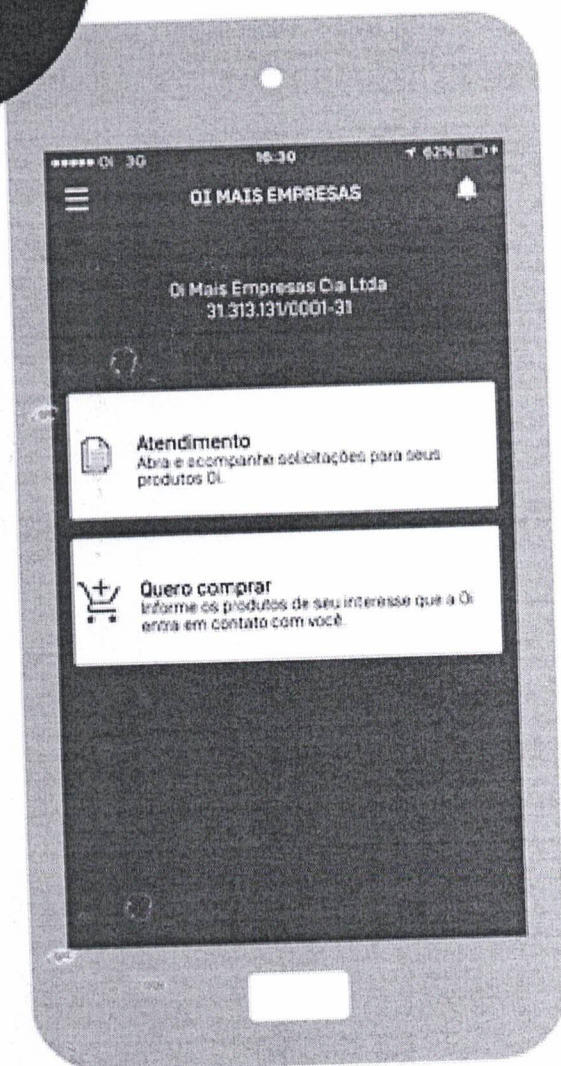 Oi 3G 16:30 62%
OI MAIS EMPRESAS
Oi Mais Empresas Cia Ltda
31.313.131/0001-31
Atendimento
Abra e acompanhe solicitações para seus
produtos Oi.
Quero comprar
Informe os produtos de seu interesse que a Oi
entra em contato com você.